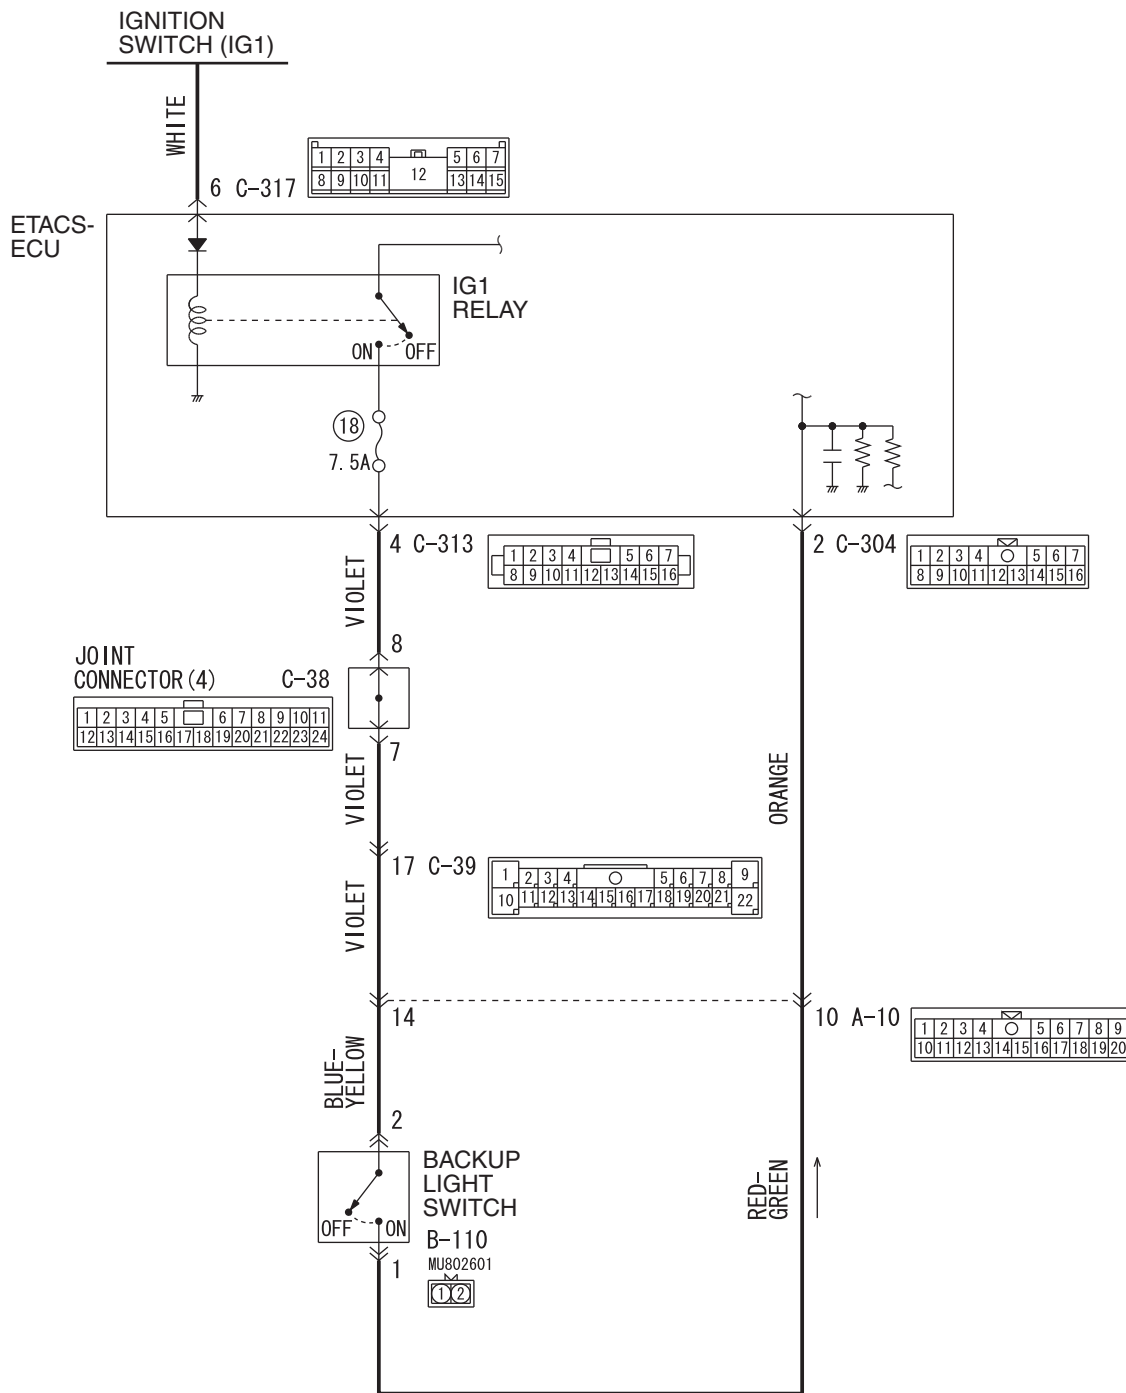 IGNITION
SWITCH (IG1)
WHITE
6 C-317
1 2 3 4 5 6 7
8 9 10 11 12 13 14 15
ETACS-
ECU
IG1
RELAY
ON OFF
18
7.5A
4 C-313
1 2 3 4 5 6 7
8 9 10 11 12 13 14 15 16
2 C-304
1 2 3 4 5 6 7
8 9 10 11 12 13 14 15 16
VIOLET
8
JOINT
CONNECTOR(4) C-38
1 2 3 4 5 6 7 8 9 10 11
12 13 14 15 16 17 18 19 20 21 22 23 24
7
VIOLET
ORANGE
17 C-39
1 2 3 4 5 6 7 8 9
10 11 12 13 14 15 16 17 18 19 20 21 22
VIOLET
14
10 A-10
1 2 3 4 5 6 7 8 9
10 11 12 13 14 15 16 17 18 19 20
BLUE-
YELLOW
2
BACKUP
LIGHT
SWITCH
OFF ON
B-110
MU802601
1 2
1
RED-
GREEN